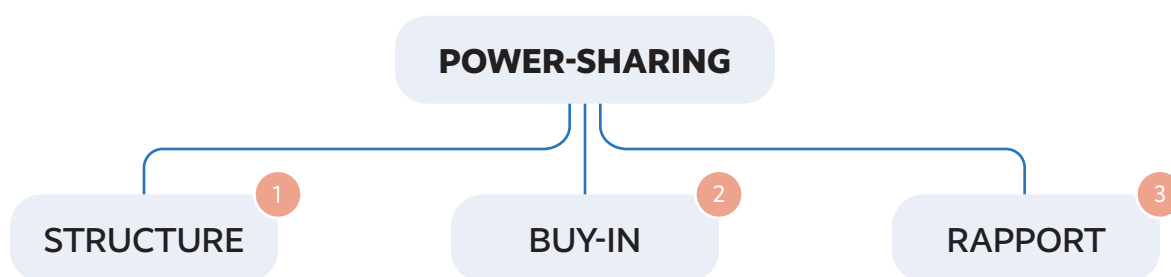 POWER-SHARING
1
STRUCTURE
2
BUY-IN
3
RAPPORT